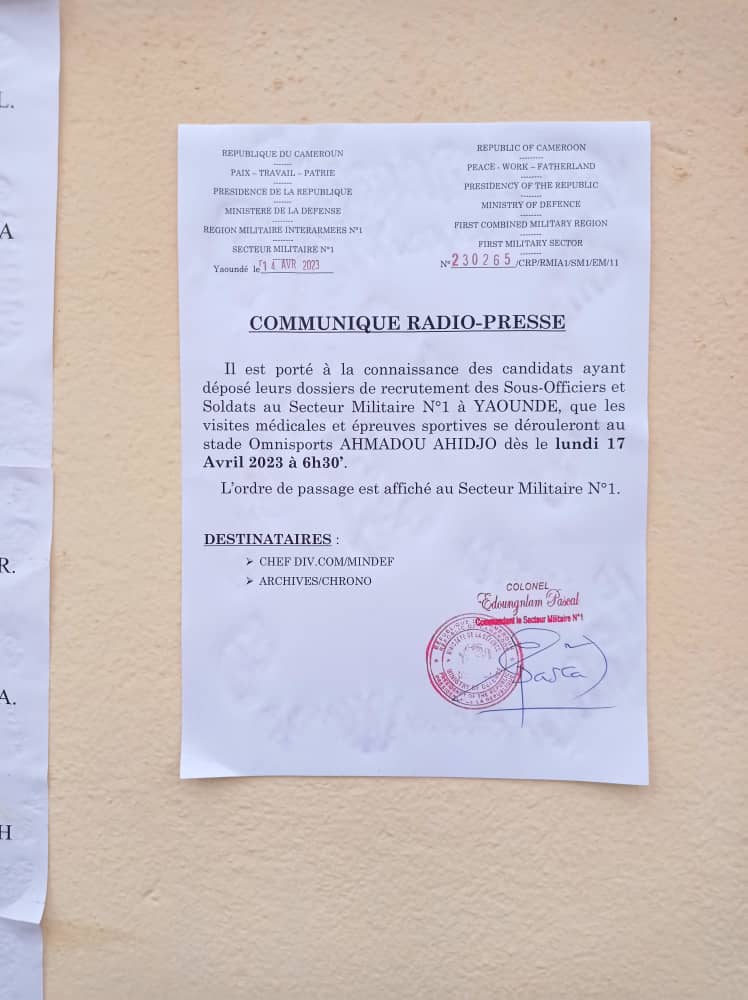 REPUBLIQUE DU CAMEROUN
-------
PAIX – TRAVAIL – PATRIE
-------
PRESIDENCE DE LA REPUBLIQUE
-------
MINISTERE DE LA DEFENSE
--------
REGION MILITAIRE INTERARMEES N°1
--------
SECTEUR MILITAIRE N°1
Yaoundé le 14 AVR 2023
REPUBLIC OF CAMEROON
---------
PEACE - WORK – FATHERLAND
--------
PRESIDENCY OF THE REPUBLIC
--------
MINISTRY OF DEFENCE
--------
FIRST COMBINED MILITARY REGION
--------
FIRST MILITARY SECTOR
--------
N° 230265 /CRP/RMIA1/SM1/EM/11
COMMUNIQUE RADIO-PRESSE
Il est porté à la connaissance des candidats ayant
déposé leurs dossiers de recrutement des Sous-Officiers et
Soldats au Secteur Militaire N°1 à YAOUNDE, que les
visites médicales et épreuves sportives se dérouleront au
stade Omnisports AHMADOU AHIDJO dès le lundi 17
Avril 2023 à 6h30’.
L’ordre de passage est affiché au Secteur Militaire N°1.
DESTINATAIRES :
➢ CHEF DIV.COM/MINDEF
➢ ARCHIVES/CHRONO
COLONEL
Edoungnlam Pascal
Commandant le Secteur Militaire N°1
L.
A
R.
A.
H